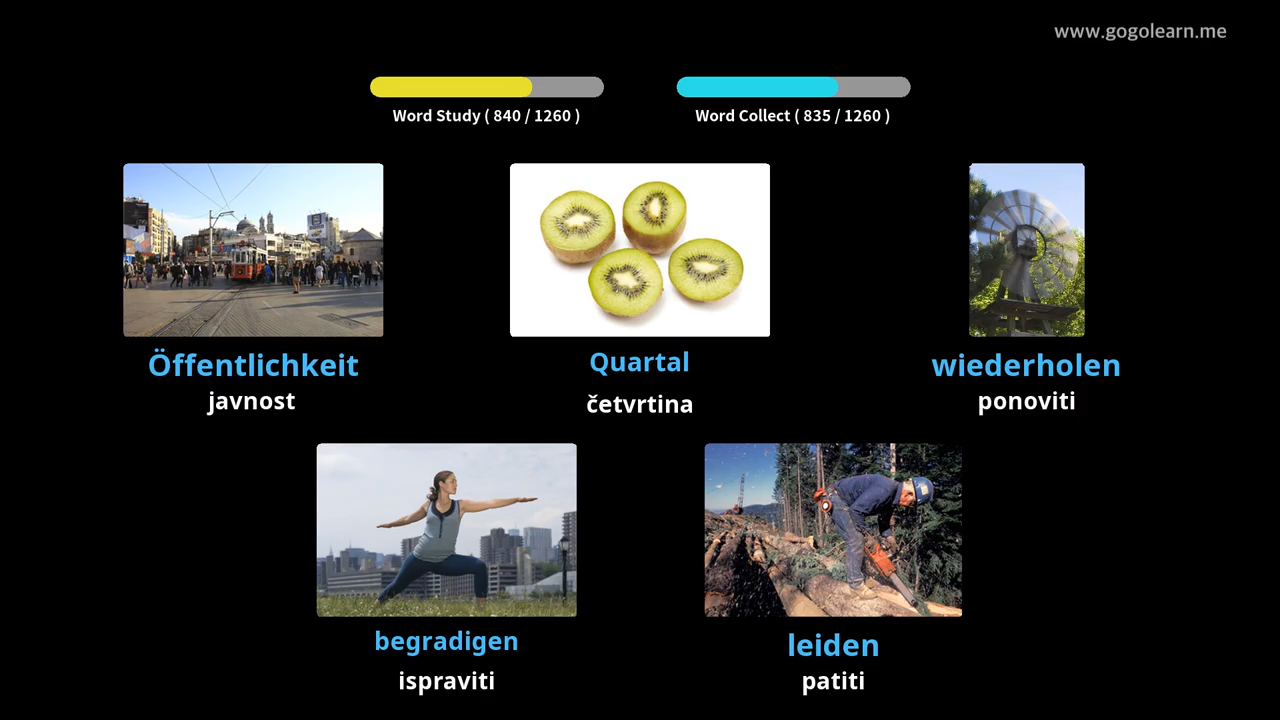 www.gogolearn.me
Word Study ( 840 / 1260 )
Word Collect ( 835 / 1260 )
Öffentlichkeit
javnost
Quartal
četvrtina
wiederholen
ponoviti
begradigen
ispraviti
leiden
patiti